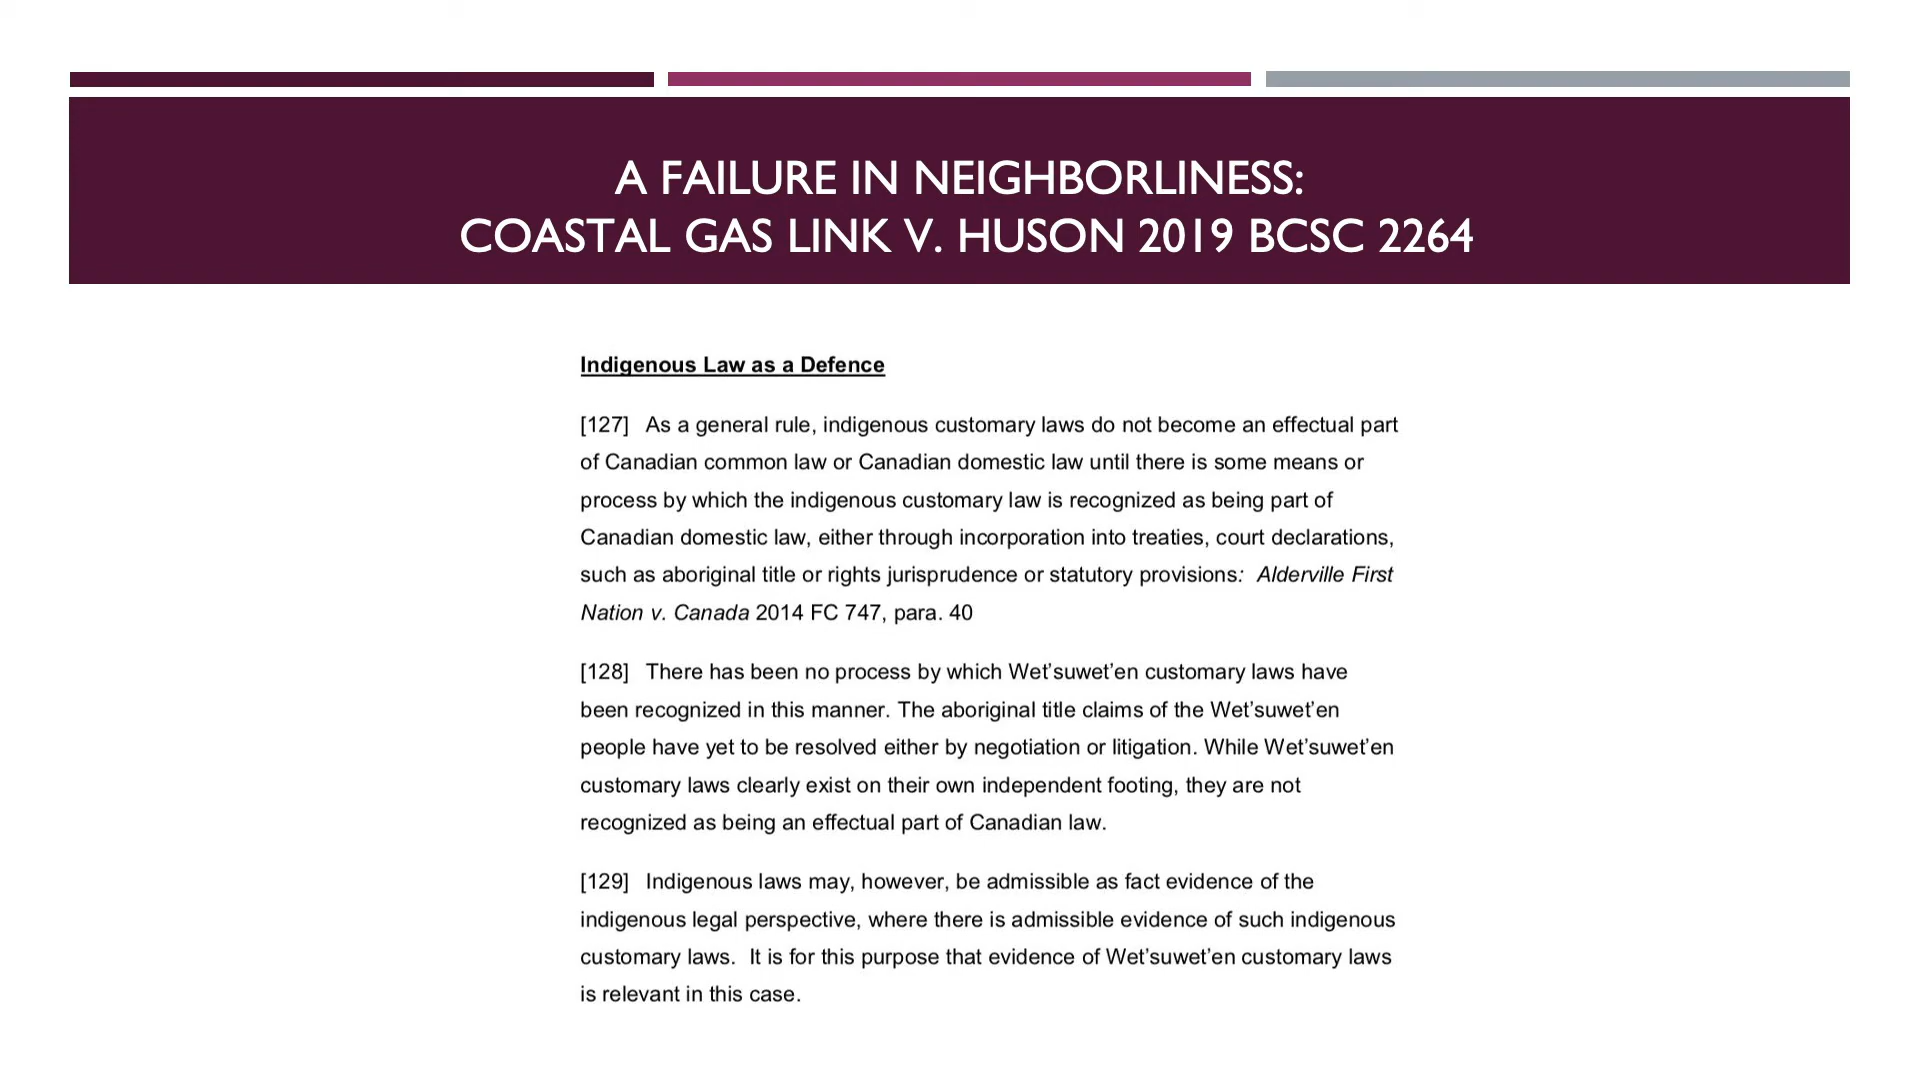 A FAILURE IN NEIGHBORLINESS:
COASTAL GAS LINK V. HUSON 2019 BCSC 2264
Indigenous Law as a Defence
[127] As a general rule, indigenous customary laws do not become an effectual part
of Canadian common law or Canadian domestic law until there is some means or
process by which the indigenous customary law is recognized as being part of
Canadian domestic law, either through incorporation into treaties, court declarations,
such as aboriginal title or rights jurisprudence or statutory provisions: Alderville First
Nation v. Canada 2014 FC 747, para. 40
[128] There has been no process by which Wet’suwet’en customary laws have
been recognized in this manner. The aboriginal title claims of the Wet’suwet’en
people have yet to be resolved either by negotiation or litigation. While Wet’suwet’en
customary laws clearly exist on their own independent footing, they are not
recognized as being an effectual part of Canadian law.
[129] Indigenous laws may, however, be admissible as fact evidence of the
indigenous legal perspective, where there is admissible evidence of such indigenous
customary laws. It is for this purpose that evidence of Wet’suwet’en customary laws
is relevant in this case.